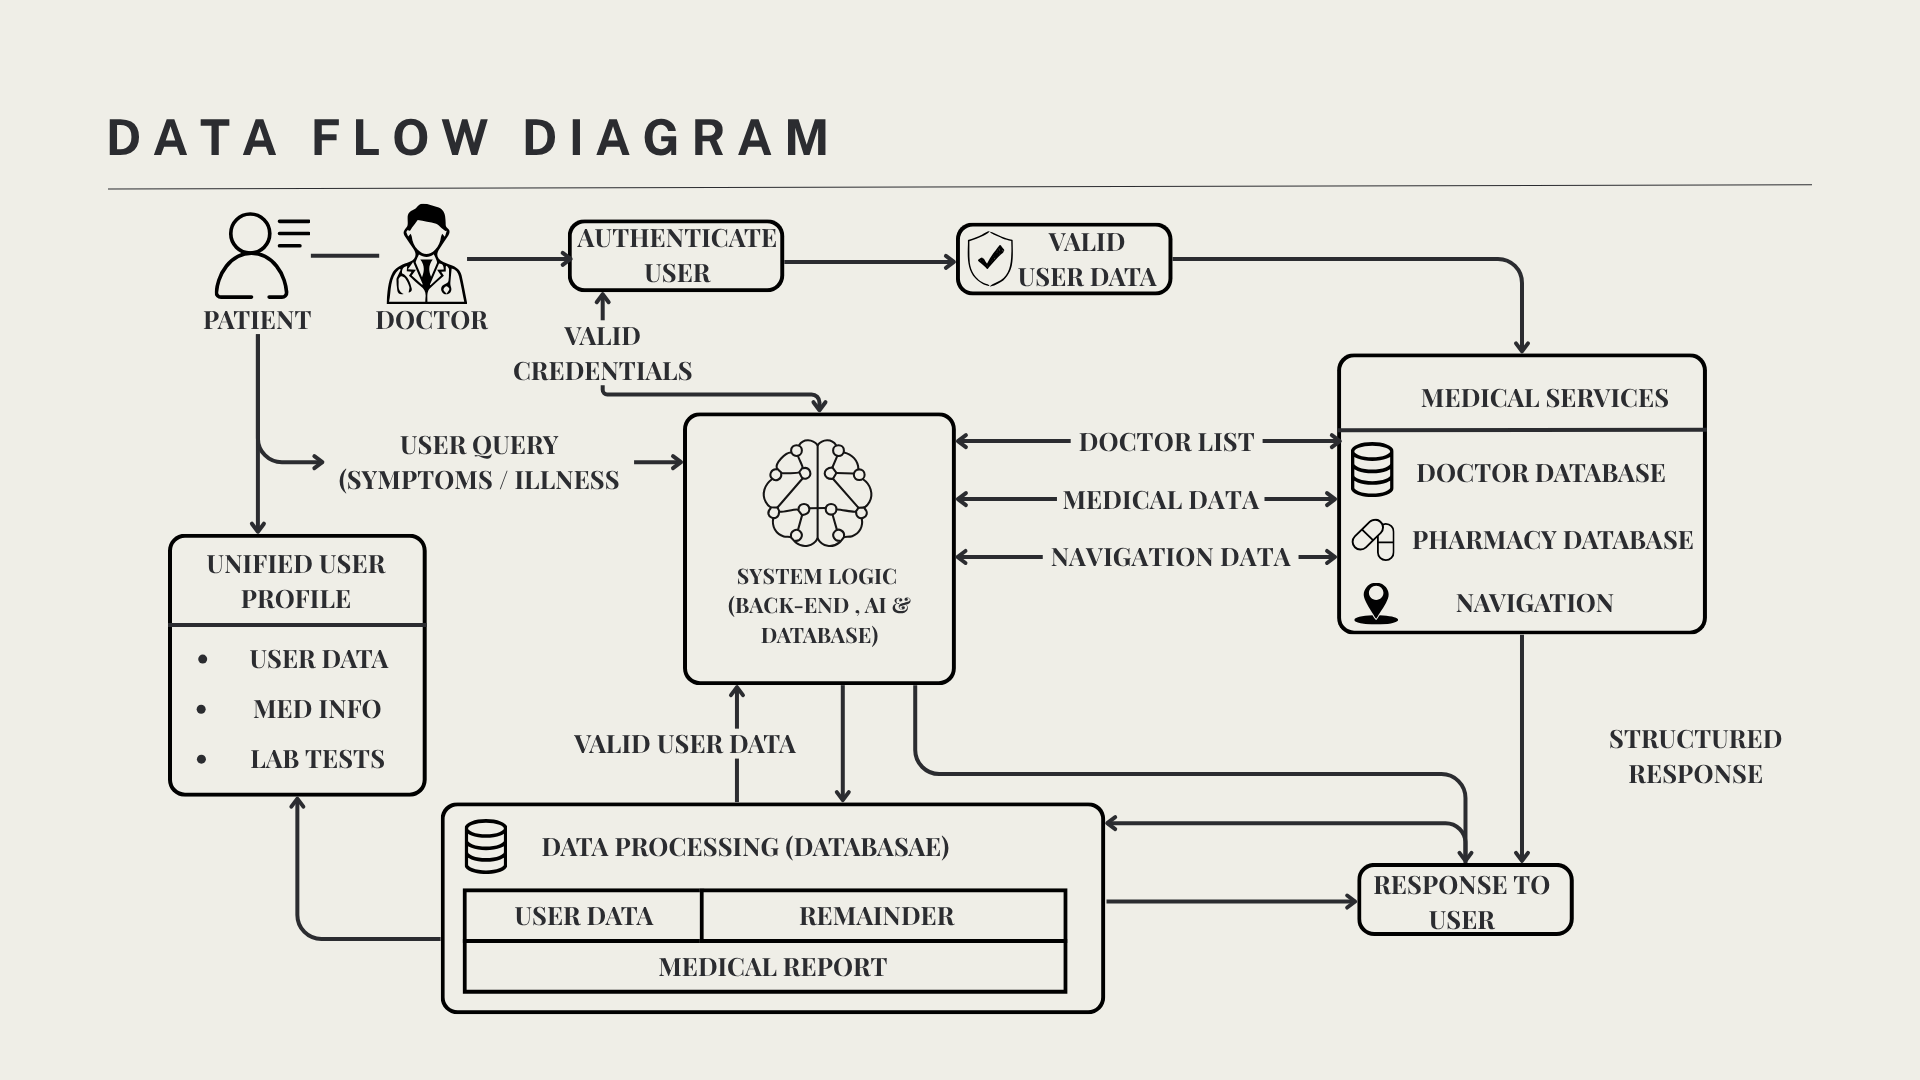 DATA FLOW DIAGRAM
PATIENT
DOCTOR
AUTHENTICATE
USER
VALID
USER DATA
VALID
CREDENTIALS
USER QUERY
(SYMPTOMS / ILLNESS
UNIFIED USER
PROFILE
• USER DATA
• MED INFO
• LAB TESTS
SYSTEM LOGIC
(BACK-END , AI &
DATABASE)
DOCTOR LIST
MEDICAL DATA
NAVIGATION DATA
MEDICAL SERVICES
DOCTOR DATABASE
PHARMACY DATABASE
NAVIGATION
VALID USER DATA
STRUCTURED
RESPONSE
DATA PROCESSING (DATABASAE)
USER DATA
REMAINDER
MEDICAL REPORT
RESPONSE TO
USER